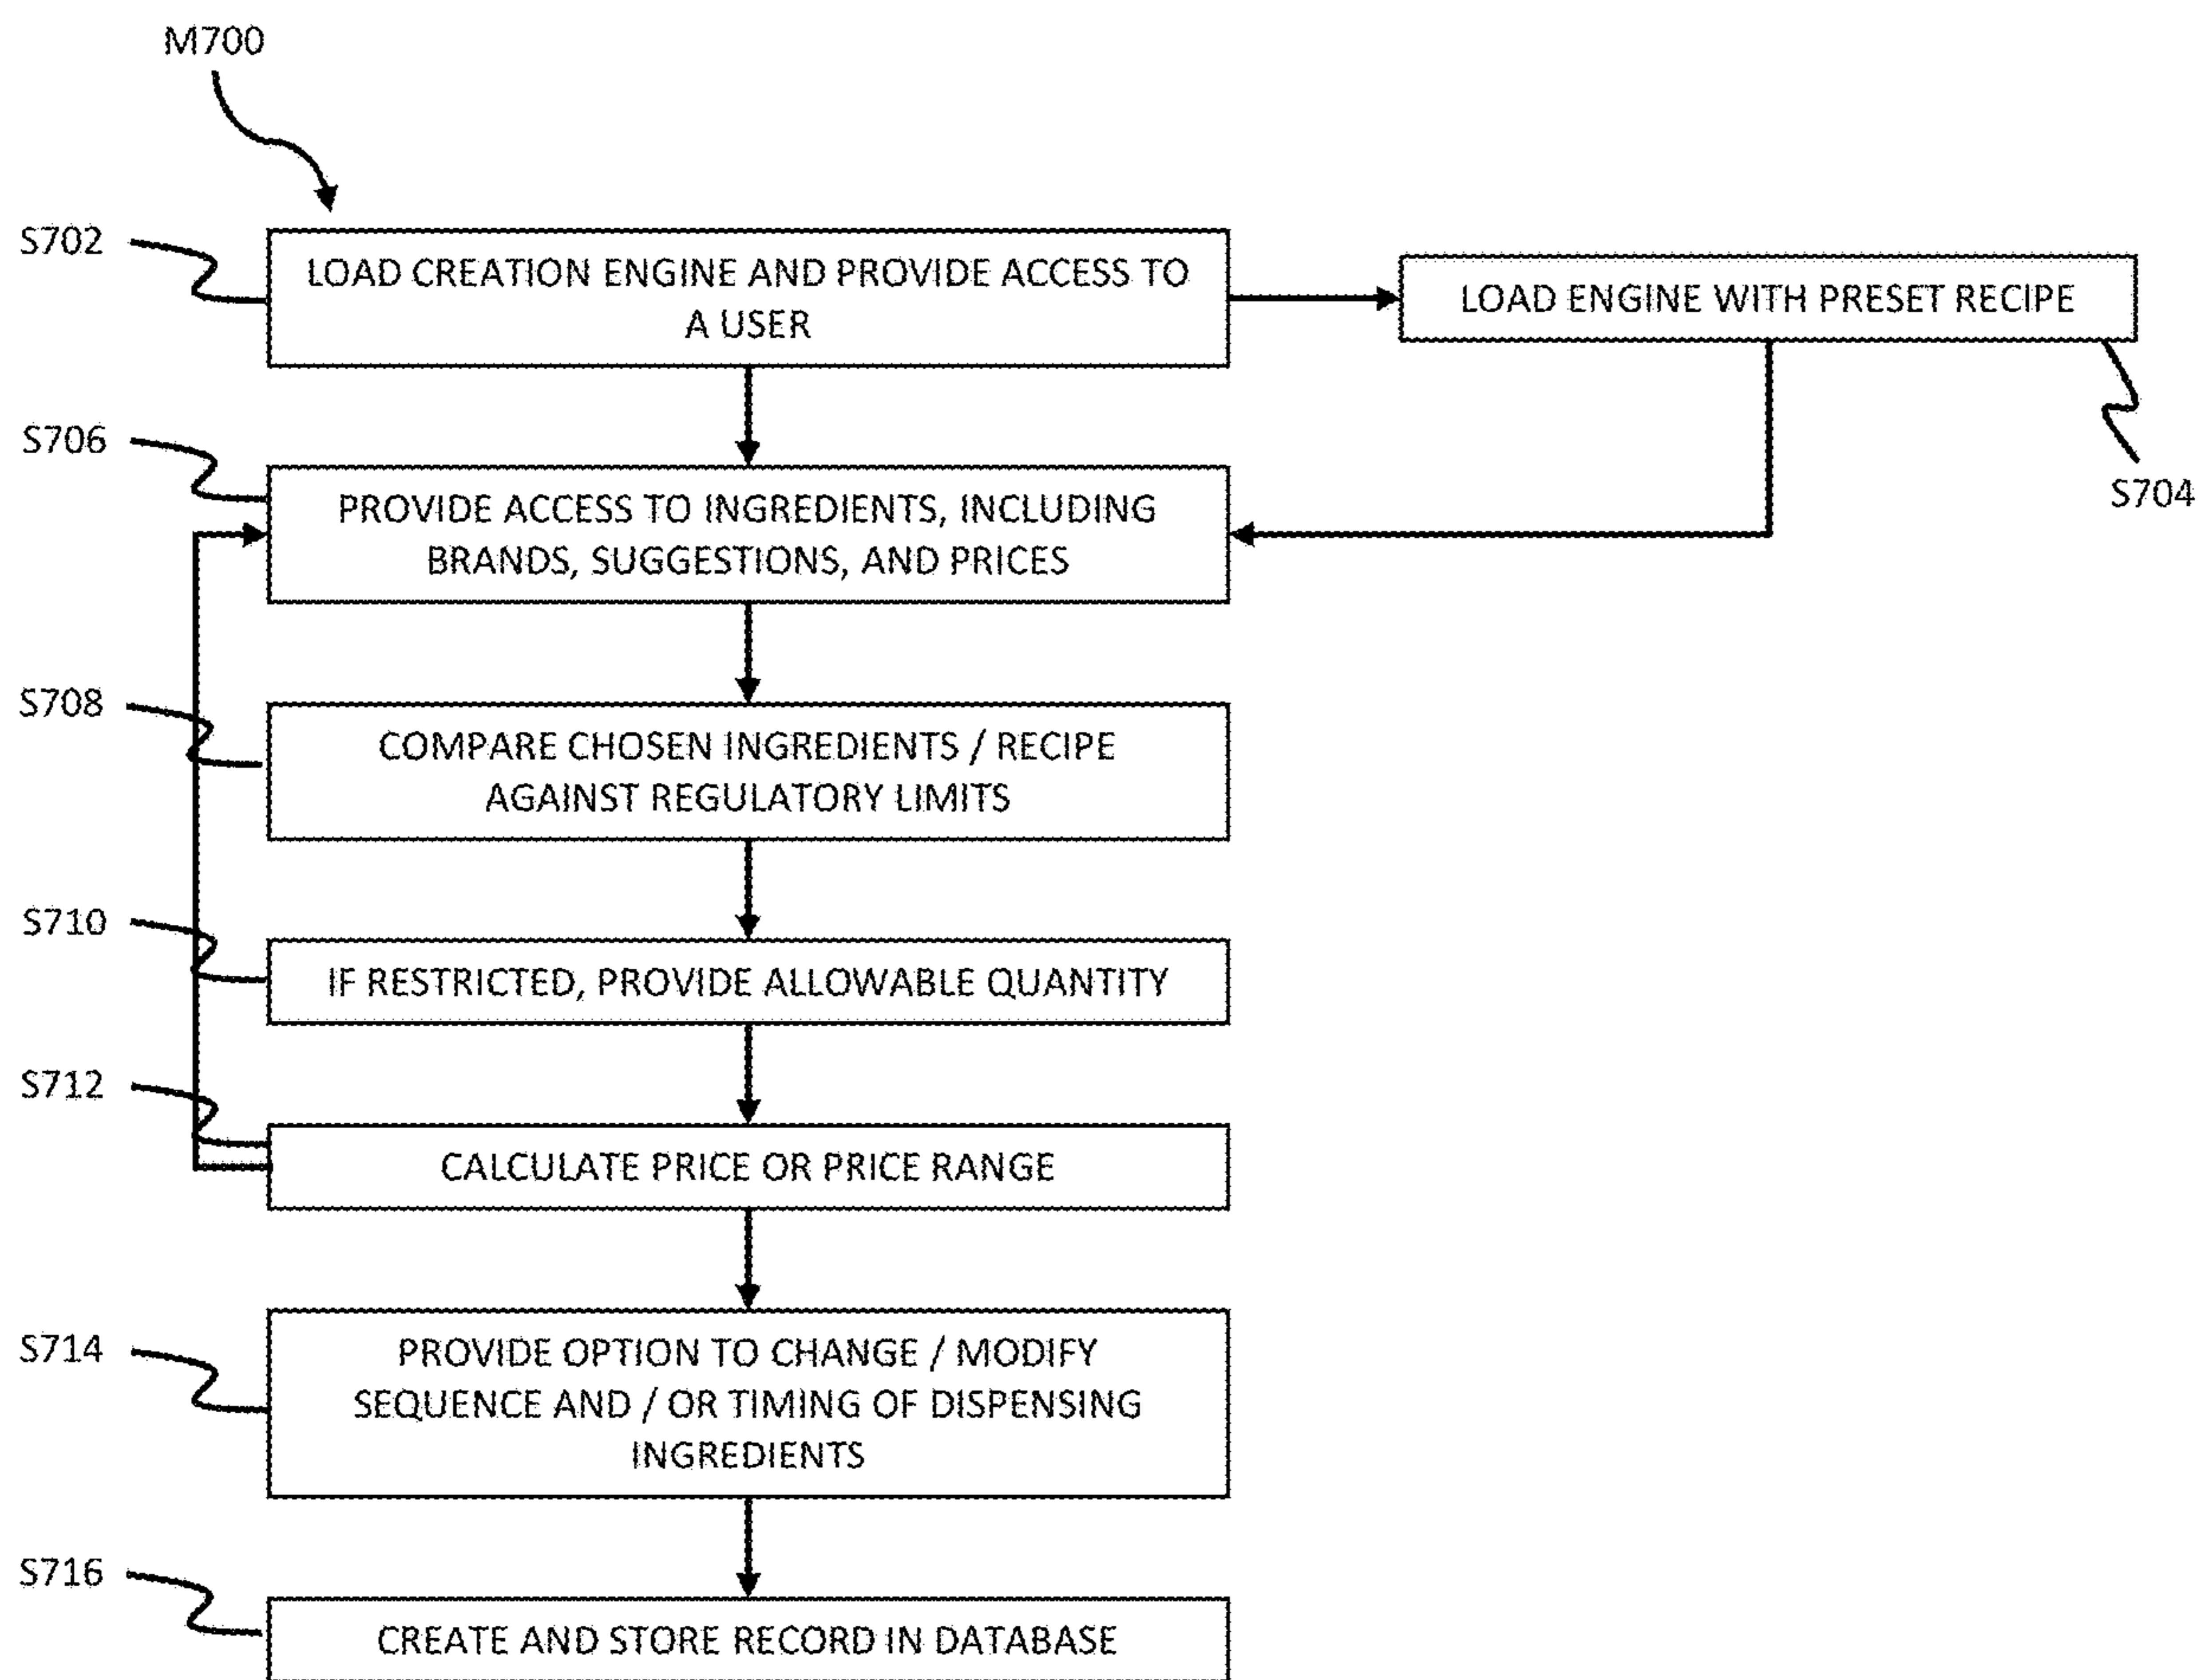 M700
S702
LOAD CREATION ENGINE AND PROVIDE ACCESS TO
A USER
LOAD ENGINE WITH PRESET RECIPE
S704
S706
PROVIDE ACCESS TO INGREDIENTS, INCLUDING
BRANDS, SUGGESTIONS, AND PRICES
S708
COMPARE CHOSEN INGREDIENTS / RECIPE
AGAINST REGULATORY LIMITS
S710
IF RESTRICTED, PROVIDE ALLOWABLE QUANTITY
S712
CALCULATE PRICE OR PRICE RANGE
S714
PROVIDE OPTION TO CHANGE / MODIFY
SEQUENCE AND / OR TIMING OF DISPENSING
INGREDIENTS
S716
CREATE AND STORE RECORD IN DATABASE